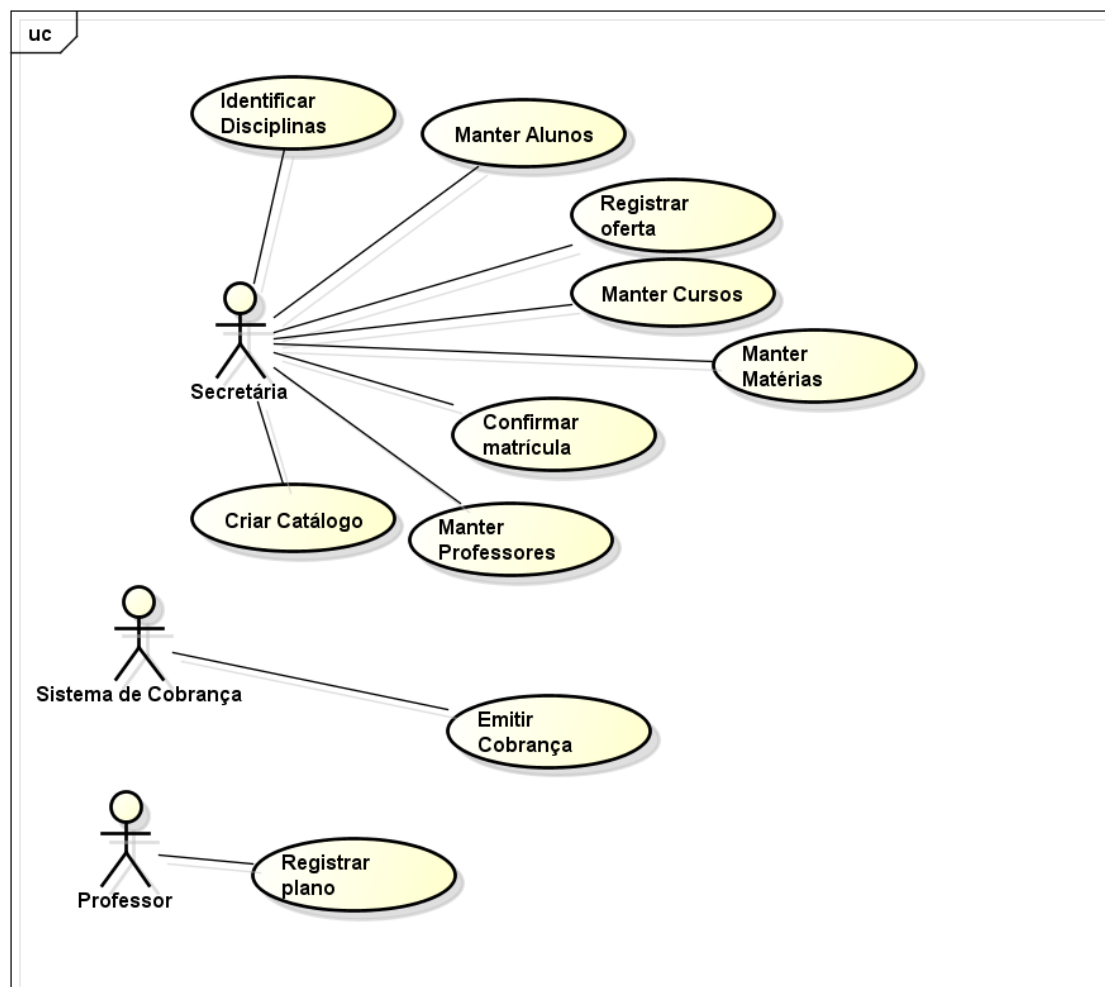 uc
Identificar
Disciplinas
Manter Alunos
Registrar
oferta
Manter Cursos
Manter
Matérias
Secretária
Confirmar
matrícula
Criar Catálogo
Manter
Professores
Sistema de Cobrança
Emitir
Cobrança
Registrar
plano
Professor